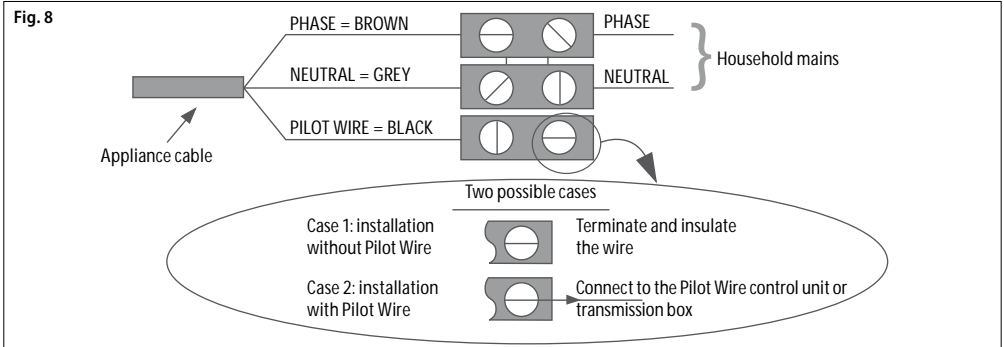 Fig. 8
PHASE = BROWN
PHASE
Household mains
NEUTRAL = GREY
NEUTRAL
PILOT WIRE = BLACK
Appliance cable
Two possible cases
Case 1: installation
without Pilot Wire
Terminate and insulate
the wire
Case 2: installation
with Pilot Wire
Connect to the Pilot Wire control unit or
transmission box